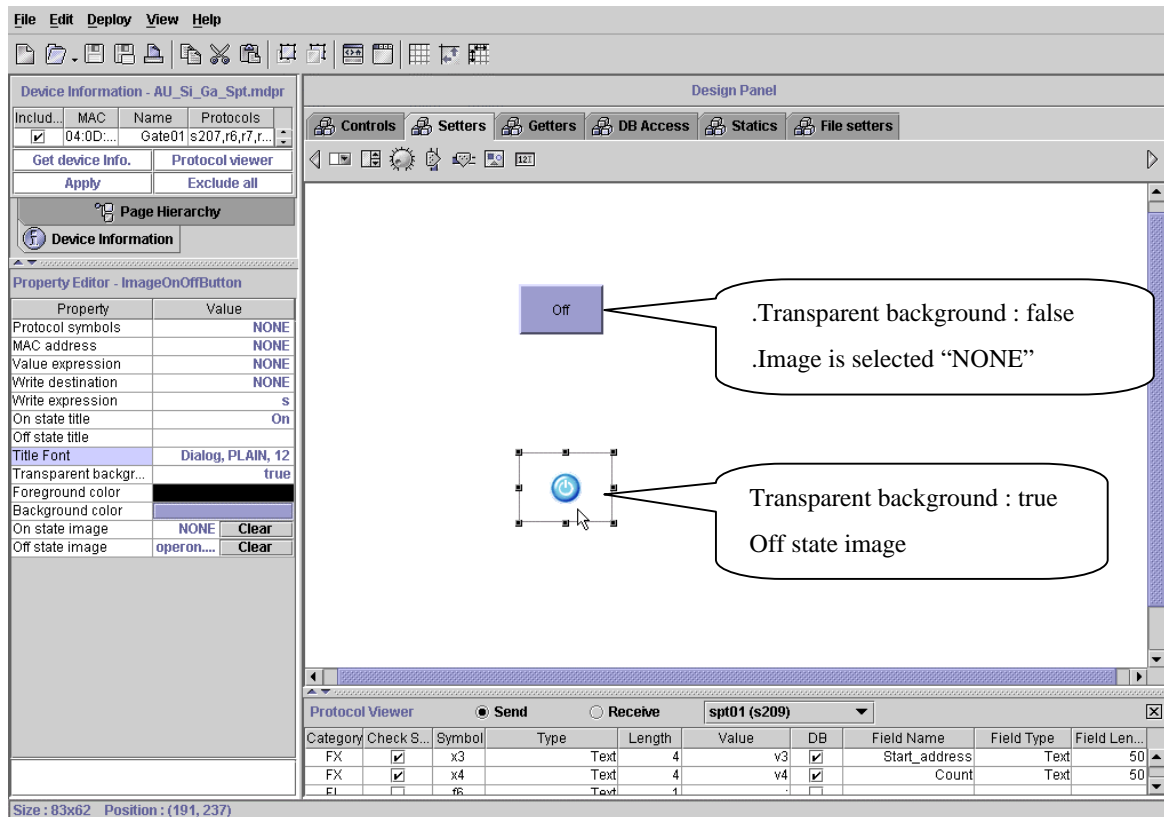 File Edit Deploy View Help
Device Information - AU_Si_Ga_Spt.mdpr
Includ... MAC Name Protocols
04:0D:... Gate01 s207,r6,r7,r...
Get device Info. Protocol viewer
Apply Exclude all
Page Hierarchy
Device Information
Property Editor - ImageOnOffButton
Property Value
Protocol symbols NONE
MAC address NONE
Value expression NONE
Write destination NONE
Write expression s
On state title On
Off state title
Title Font Dialog, PLAIN, 12
Transparent backgr... true
Foreground color
Background color
On state image NONE Clear
Off state image operon.... Clear
Size : 83x62 Position : (191, 237)
Design Panel
Controls Setters Getters DB Access Statics File setters
Off
.Transparent background : false
.Image is selected “NONE”
Transparent background : true
Off state image
Protocol Viewer Send Receive spt01 (s209)
Category Check S... Symbol Type Length Value DB Field Name Field Type Field Len...
FX x3 Text 4 v3 Start_address Text 50
FX x4 Text 4 v4 Count Text 50
FL f6 Text 1